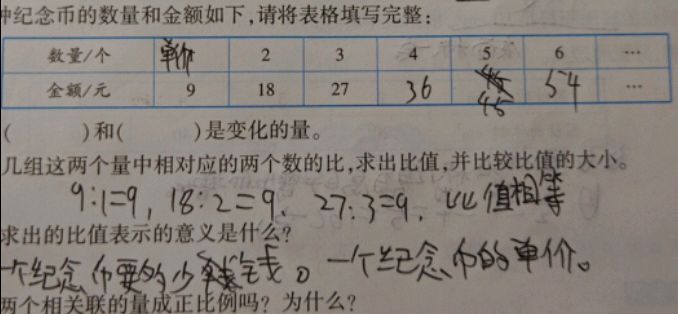 种纪念币的数量和金额如下,请将表格填写完整:
数量/个 单价 2 3 4 5 6 …
金额/元 9 18 27 36 45 54 …
( )和( )是变化的量。
几组这两个量中相对应的两个数的比,求出比值,并比较比值的大小。
9:1=9, 18:2=9. 27:3=9. 比值相等
求出的比值表示的意义是什么?
一个纪念币要的少钱。一个纪念币的单价。
两个相关联的量成正比例吗? 为什么?